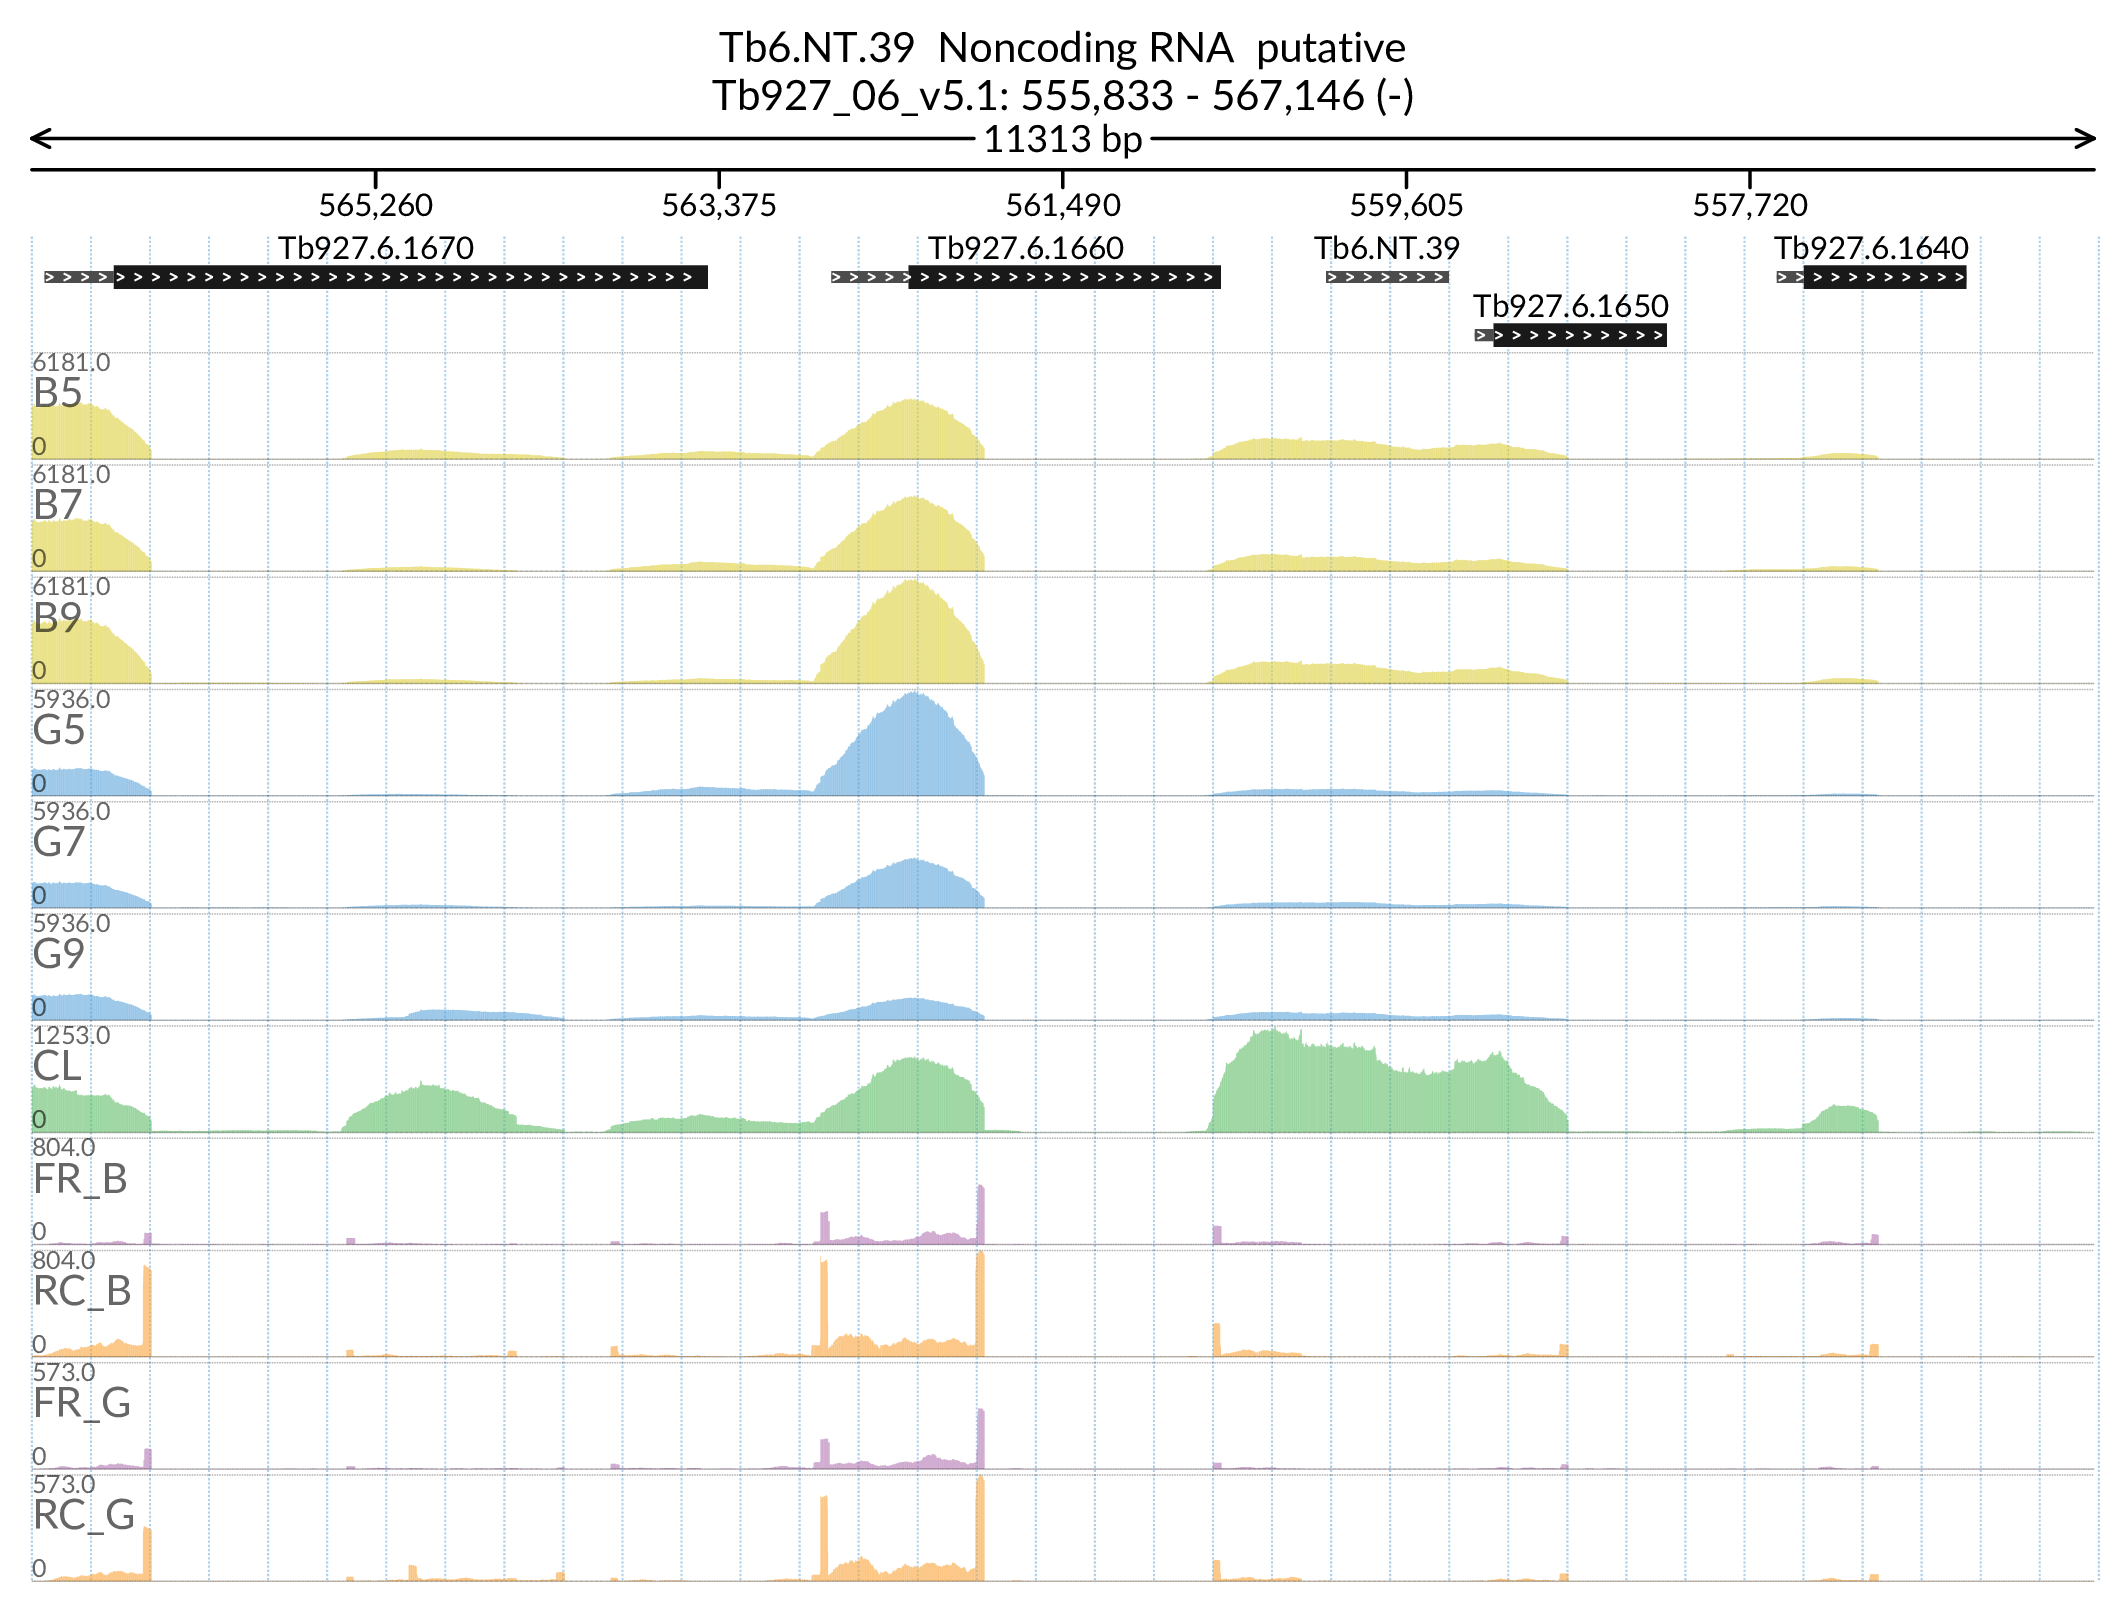 Tb6.NT.39 Noncoding RNA putative
Tb927_06_v5.1: 555,833 - 567,146 (-)
11313 bp
565,260 563,375 561,490 559,605 557,720
Tb927.6.1670 Tb927.6.1660 Tb6.NT.39 Tb927.6.1640
Tb927.6.1650
6181.0
B5
0
6181.0
B7
0
6181.0
B9
0
5936.0
G5
0
5936.0
G7
0
5936.0
G9
0
1253.0
CL
0
804.0
FR_B
0
804.0
RC_B
0
573.0
FR_G
0
573.0
RC_G
0